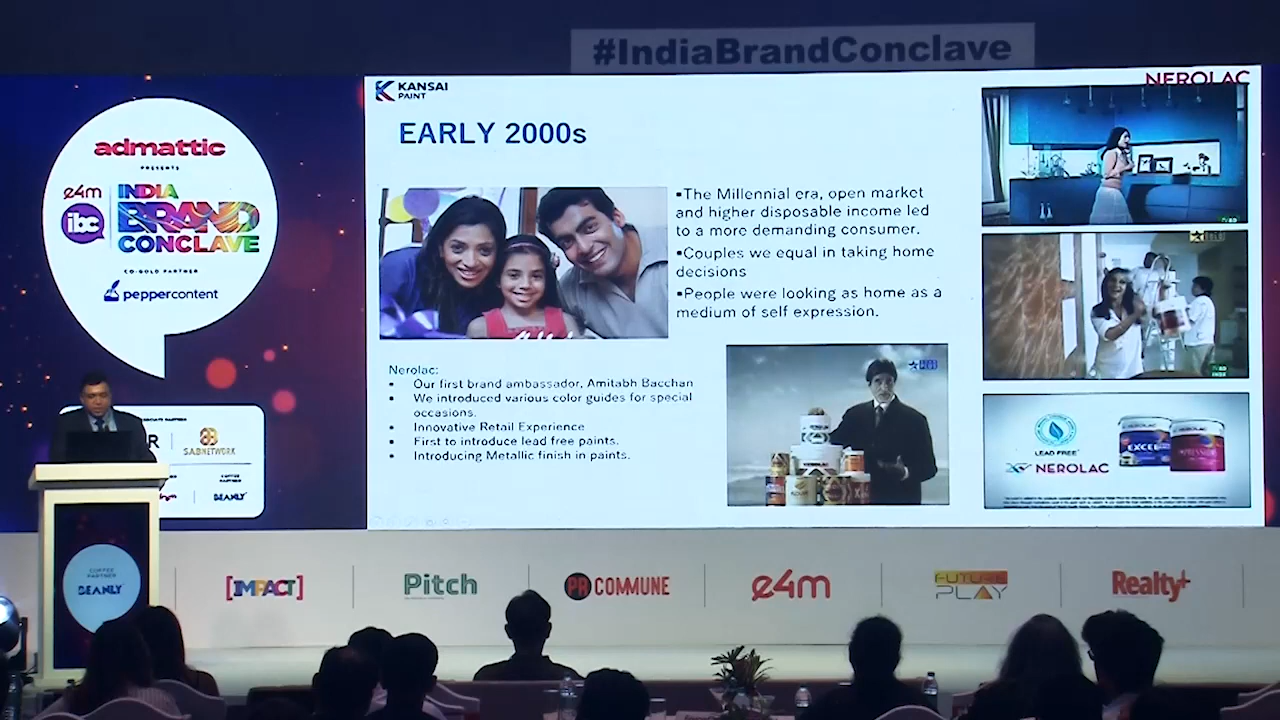 #IndiaBrandConclave
admattic
PRESENTS
e4m
ibc
INDIA
BRAND
CONCLAVE
CO-GOLD PARTNER
peppercontent
KANSAI
PAINT
NEROLAC
EARLY 2000s
▪The Millennial era, open market
and higher disposable income led
to a more demanding consumer.
▪Couples we equal in taking home
decisions
▪People were looking as home as a
medium of self expression.
Nerolac:
• Our first brand ambassador, Amitabh Bacchan
• We introduced various color guides for special
occasions.
• Innovative Retail Experience
• First to introduce lead free paints.
• Introducing Metallic finish in paints.
LEAD FREE
NEROLAC
EXCEL
SABNETWORK
COFFEE
PARTNER
BEANLY
COFFEE
PARTNER
BEANLY
[IMPACT]
Pitch
PR COMMUNE
e4m
FUTURE
PLAY
Realty+